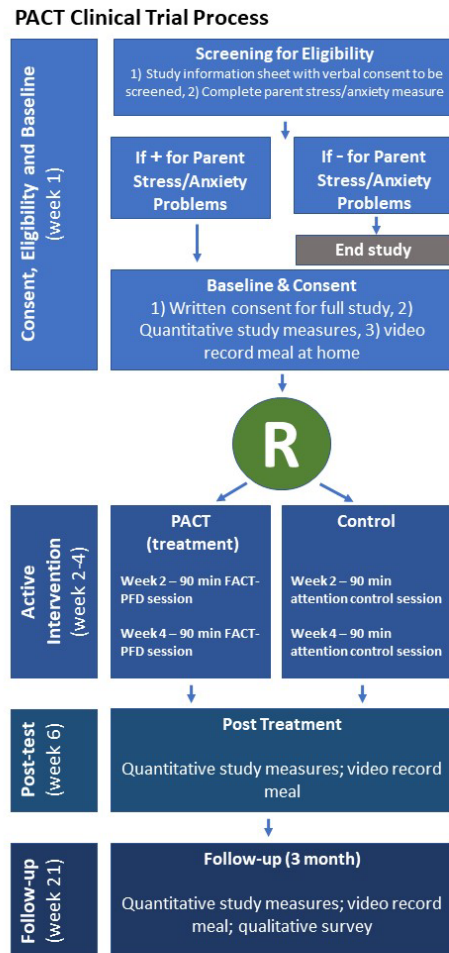 PACT Clinical Trial Process
Consent, Eligibility and Baseline
(week 1)
Screening for Eligibility
1) Study information sheet with verbal consent to be
screened, 2) Complete parent stress/anxiety measure
If + for Parent
Stress/Anxiety
Problems
If - for Parent
Stress/Anxiety
Problems
End study
Baseline & Consent
1) Written consent for full study, 2)
Quantitative study measures, 3) video
record meal at home
R
Active
Intervention
(week 2-4)
PACT
(treatment)
Week 2 – 90 min FACT-
PFD session
Week 4 – 90 min FACT-
PFD session
Control
Week 2 – 90 min
attention control session
Week 4 – 90 min
attention control session
Post-test
(week 6)
Post Treatment
Quantitative study measures; video record
meal
Follow-up
(week 21)
Follow-up (3 month)
Quantitative study measures; video record
meal; qualitative survey